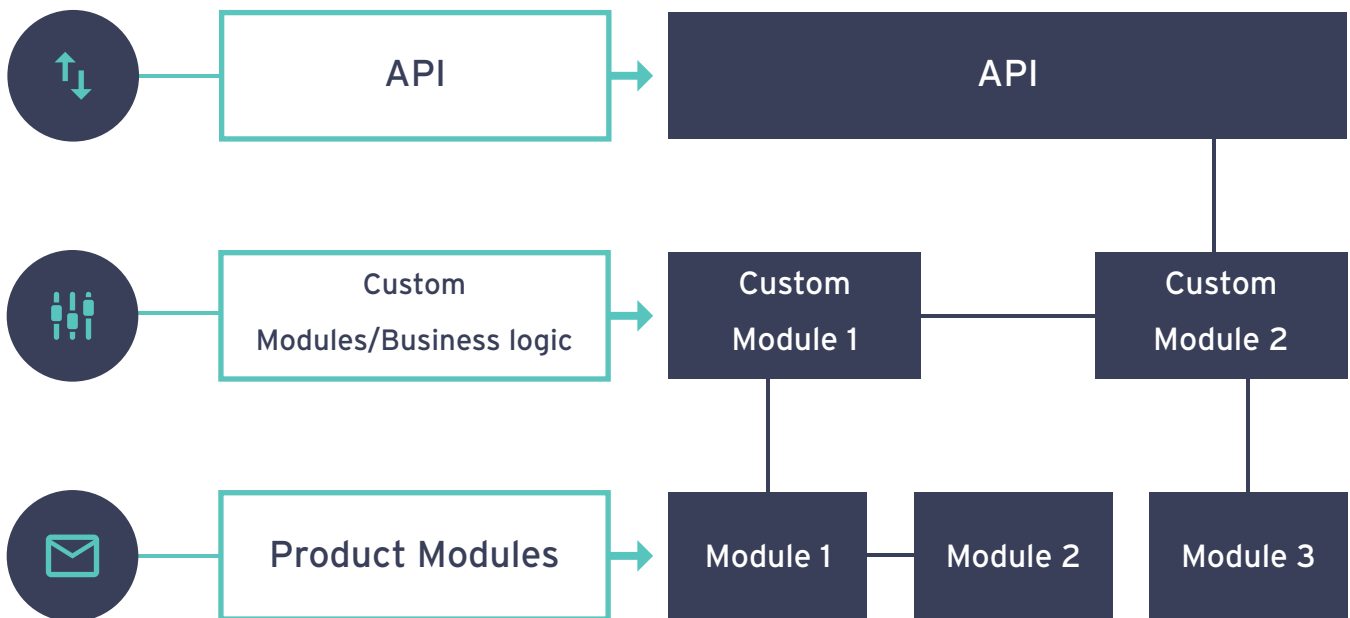 API
API
Custom
Modules/Business logic
Custom
Module 1
Custom
Module 2
Product Modules
Module 1
Module 2
Module 3